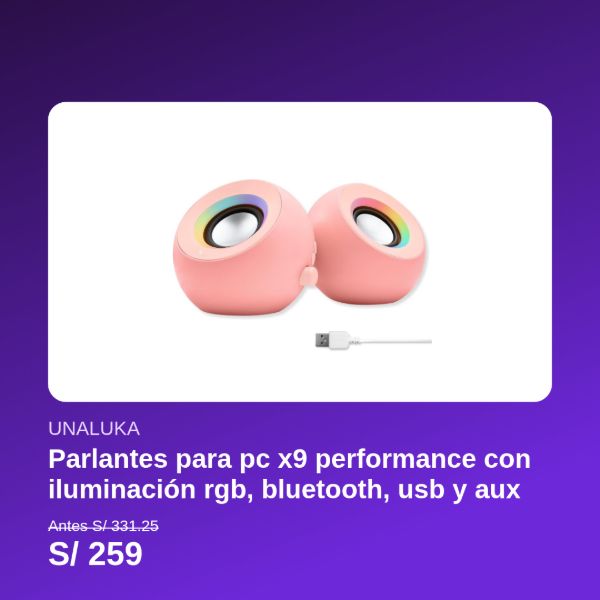 UNALUKA
Parlantes para pc x9 performance con
iluminación rgb, bluetooth, usb y aux
Antes S/ 331.25
S/ 259